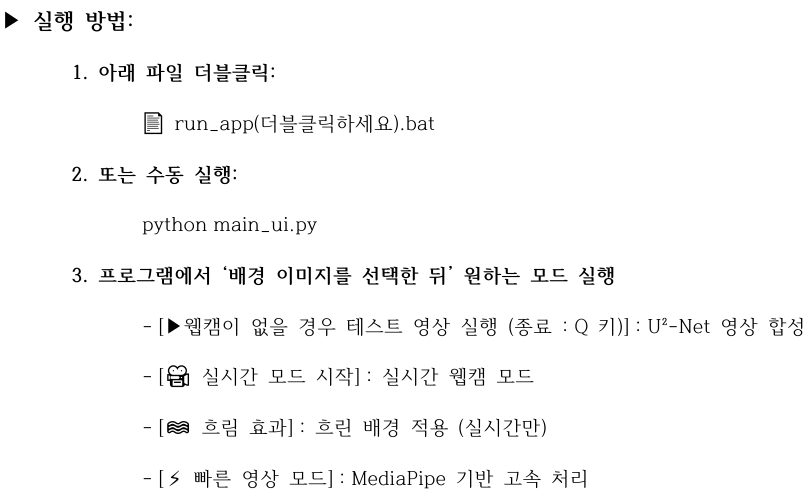 ▶ 실행 방법:
1. 아래 파일 더블클릭:
📄 run_app(더블클릭하세요).bat
2. 또는 수동 실행:
python main_ui.py
3. 프로그램에서 ‘배경 이미지를 선택한 뒤’ 원하는 모드 실행
- [▶웹캠이 없을 경우 테스트 영상 실행 (종료 : Q 키)] : U²-Net 영상 합성
- [🎥 실시간 모드 시작] : 실시간 웹캠 모드
- [🌫 흐림 효과] : 흐린 배경 적용 (실시간만)
- [⚡ 빠른 영상 모드] : MediaPipe 기반 고속 처리